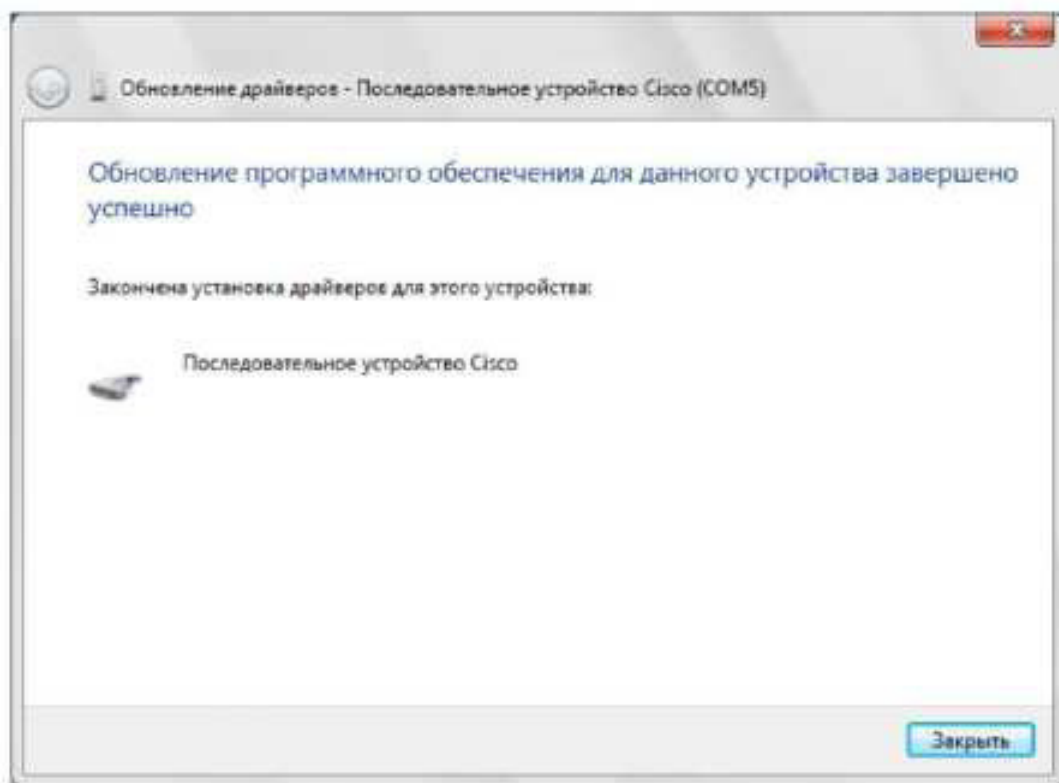 Обновление драйверов - Последовательное устройство Cisco (COM5)
Обновление программного обеспечения для данного устройства завершено
успешно
Закончена установка драйверов для этого устройства:
Последовательное устройство Cisco
Закрыть